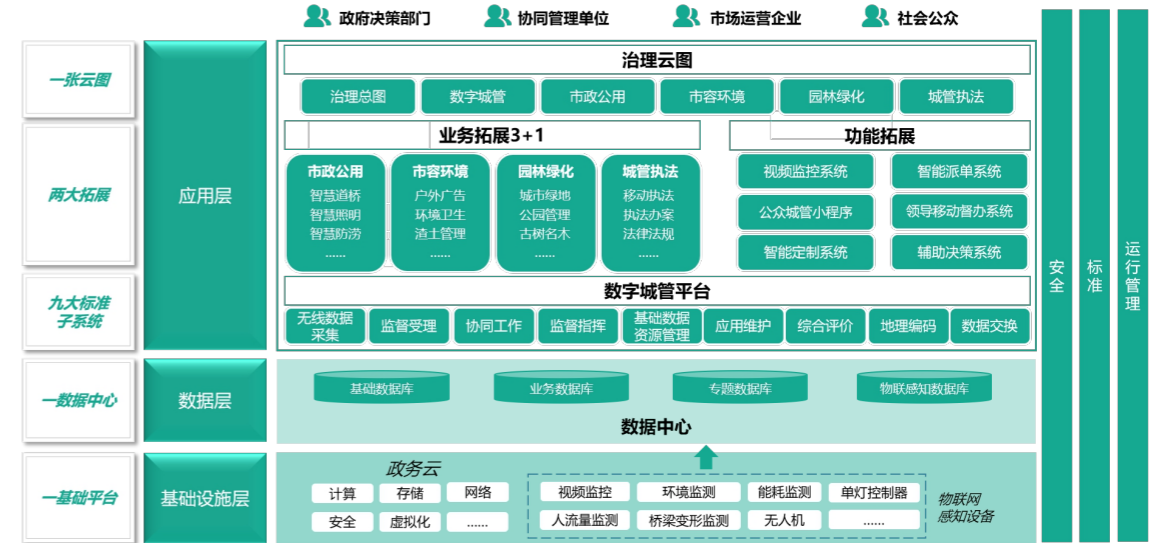 政府决策部门
协同管理单位
市场运营企业
社会公众
一张云图
两大拓展
九大标准
子系统
一数据中心
一基础平台
应用层
数据层
基础设施层
治理云图
治理总图
数字城管
市政公用
市容环境
园林绿化
城管执法
业务拓展3+1
市政公用
智慧道桥
智慧照明
智慧防涝
......
市容环境
户外广告
环境卫生
渣土管理
......
园林绿化
城市绿地
公园管理
古树名木
......
城管执法
移动执法
执法办案
法律法规
......
功能拓展
视频监控系统
智能派单系统
公众城管小程序
领导移动督办系统
智能定制系统
辅助决策系统
数字城管平台
无线数据
采集
监督受理
协同工作
监督指挥
基础数据
资源管理
应用维护
综合评价
地理编码
数据交换
基础数据库
业务数据库
专题数据库
物联感知数据库
数据中心
政务云
计算
存储
网络
安全
虚拟化
......
视频监控
环境监测
能耗监测
单灯控制器
人流量监测
桥梁变形监测
无人机
......
物联网
感知设备
安全
标准
运行管理